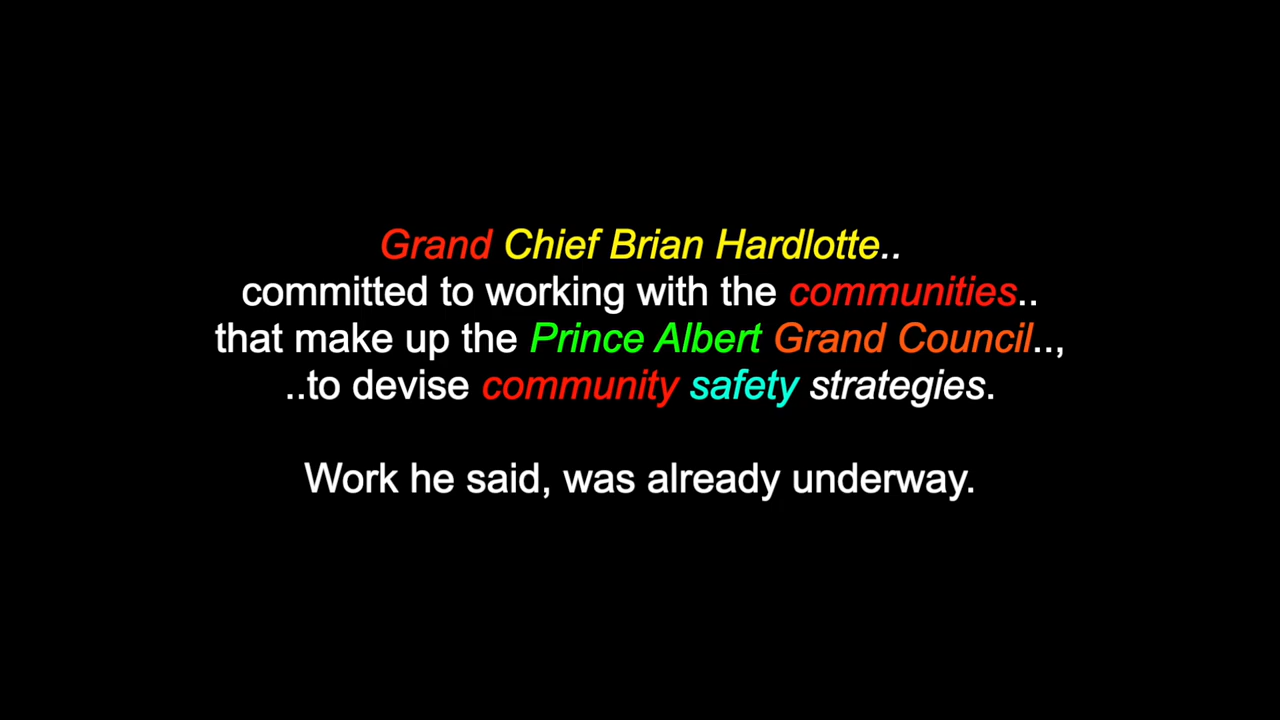 Grand Chief Brian Hardlotte..
committed to working with the communities..
that make up the Prince Albert Grand Council..,
..to devise community safety strategies.
Work he said, was already underway.